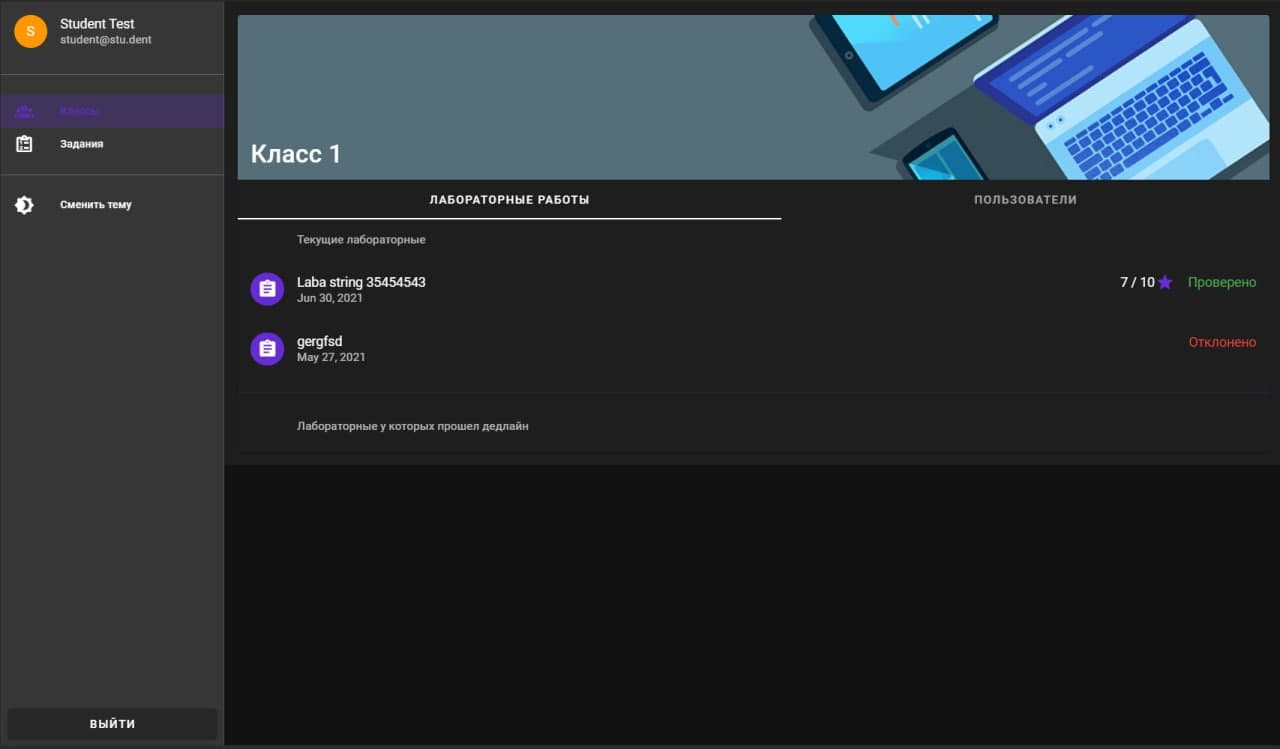 S
Student Test
student@stu.dent
Классы
Задания
Сменить тему
ВЫЙТИ
Класс 1
ЛАБОРАТОРНЫЕ РАБОТЫ
ПОЛЬЗОВАТЕЛИ
Текущие лабораторные
Laba string 35454543
Jun 30, 2021
7 / 10
Проверено
gergfsd
May 27, 2021
Отклонено
Лабораторные у которых прошел дедлайн